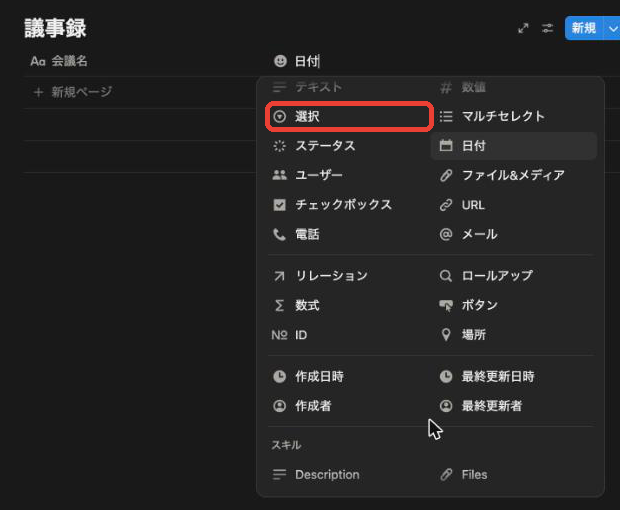 議事録
新規
Aa 会議名
日付
+ 新規ページ
テキスト
# 数値
選択
マルチセレクト
ステータス
日付
ユーザー
ファイル&メディア
チェックボックス
URL
電話
@ メール
リレーション
ロールアップ
Σ 数式
ボタン
Nº ID
場所
作成日時
最終更新日時
作成者
最終更新者
スキル
Description
Files